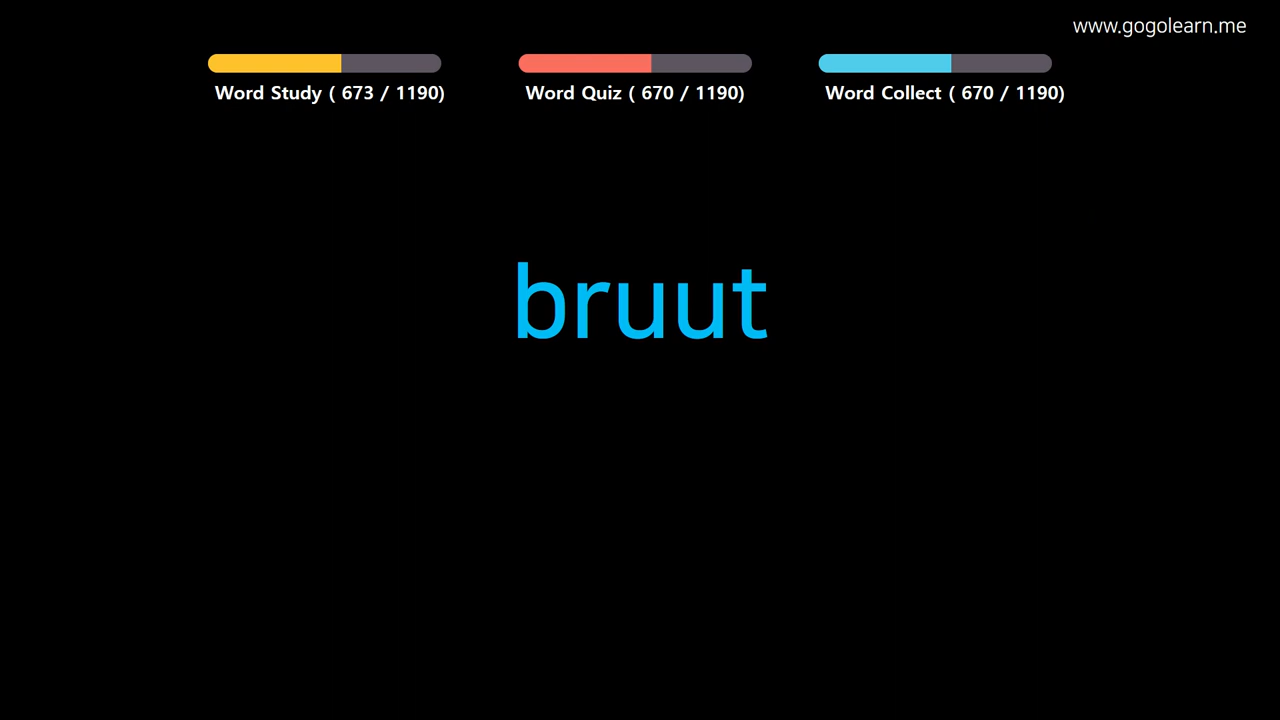 www.gogolearn.me
Word Study ( 673 / 1190)
Word Quiz ( 670 / 1190)
Word Collect ( 670 / 1190)
bruut